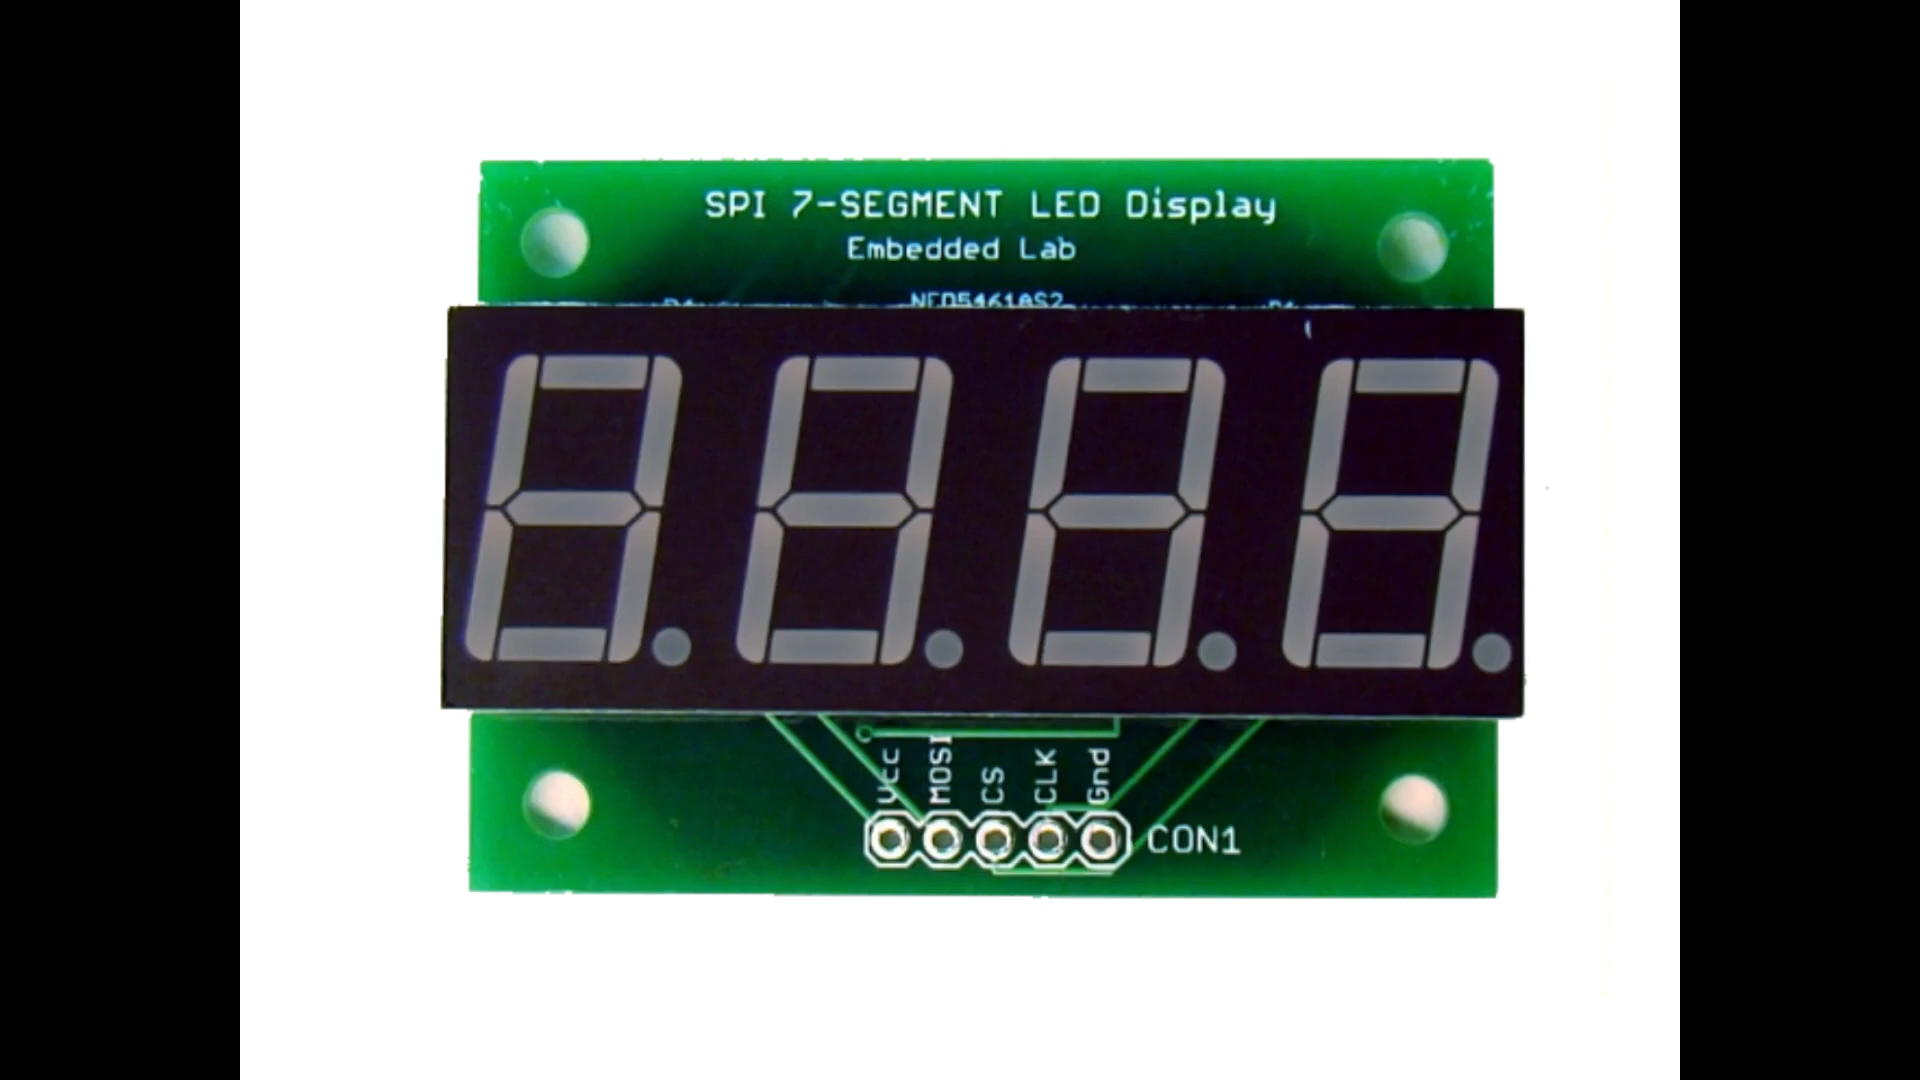 SPI 7-SEGMENT LED Display
Embedded Lab
Vcc
MOSI
CS
CLK
Gnd
CON1